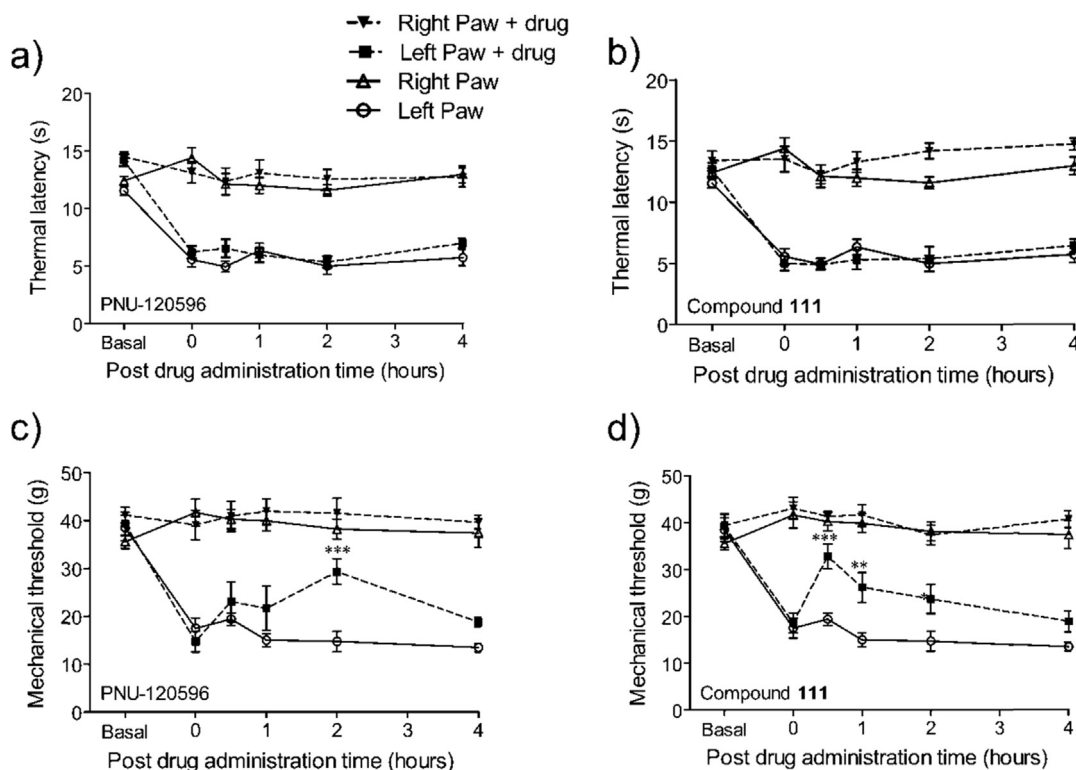 Right Paw + drug
Left Paw + drug
Right Paw
Left Paw
a)
Thermal latency (s)
20
15
10
5
0
PNU-120596
Basal 0 1 2 3 4
Post drug administration time (hours)
b)
Thermal latency (s)
20
15
10
5
0
Compound 111
Basal 0 1 2 3 4
Post drug administration time (hours)
c)
Mechanical threshold (g)
50
40
30
20
10
0
***
PNU-120596
Basal 0 1 2 3 4
Post drug administration time (hours)
d)
Mechanical threshold (g)
50
40
30
20
10
0
***
**
*
Compound 111
Basal 0 1 2 3 4
Post drug administration time (hours)